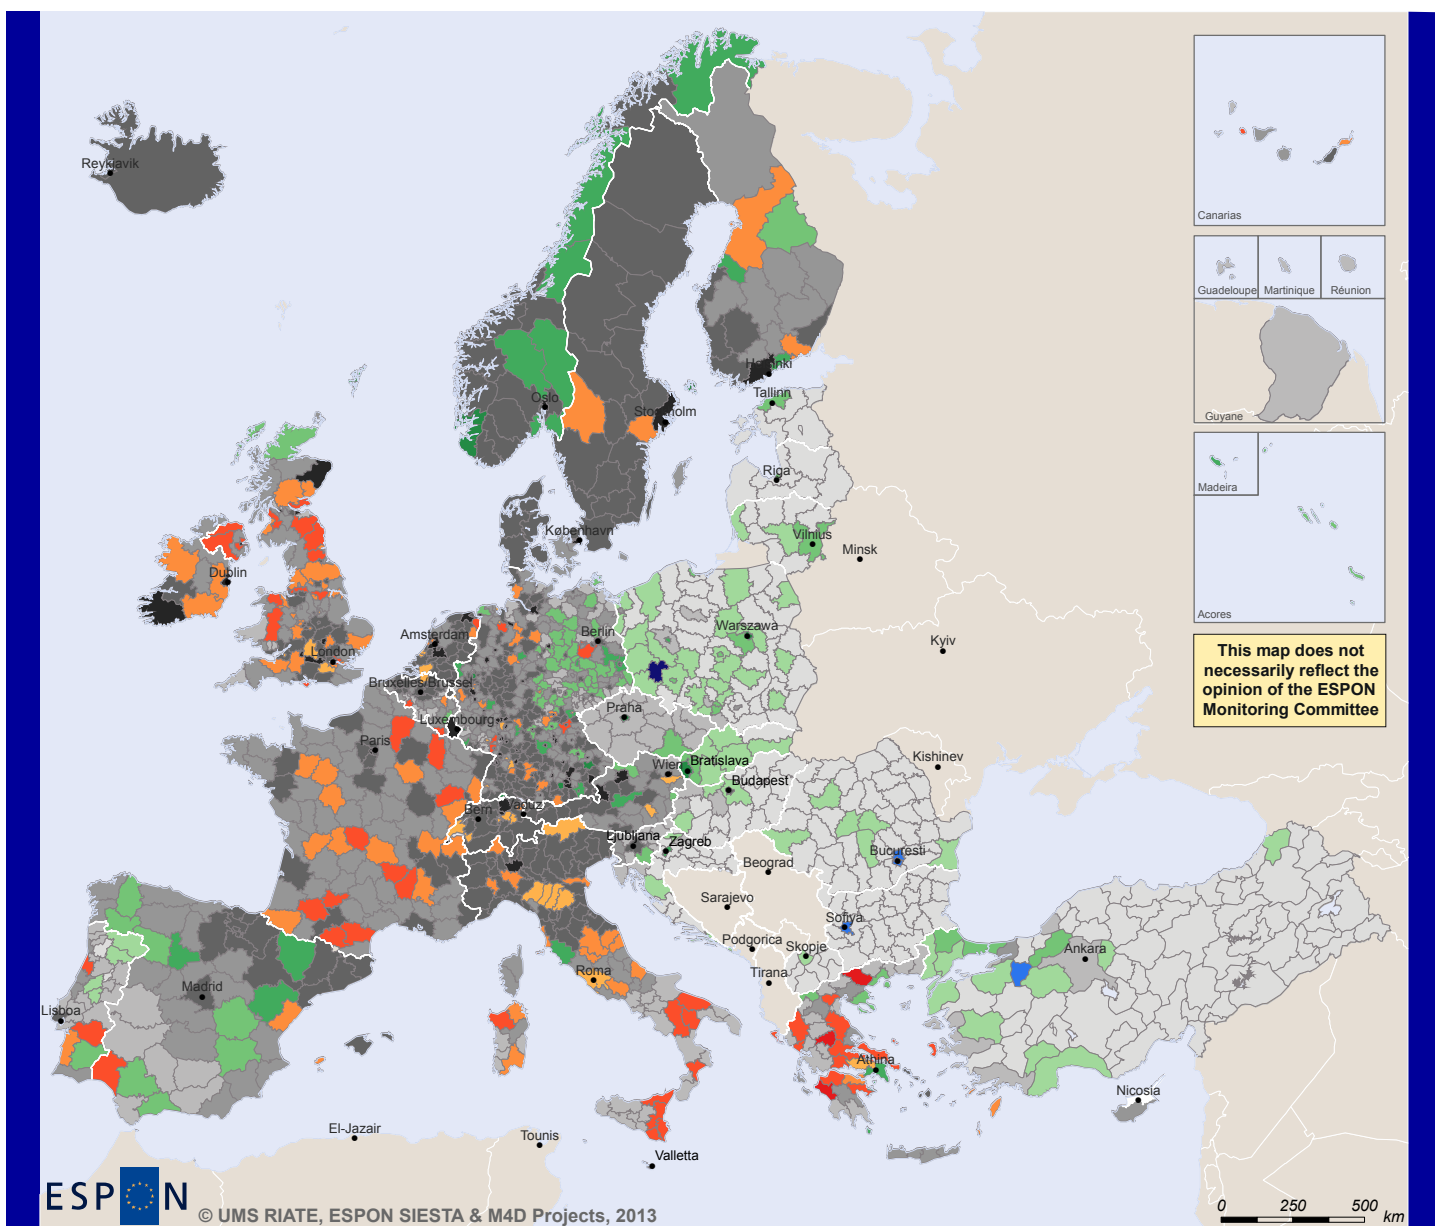 Reykjavik
Canarias
Guadeloupe
Martinique
Réunion
Guyane
Madeira
Acores
This map does not
necessarily reflect the
opinion of the ESPON
Monitoring Committee
Helsinki
Oslo
Tallinn
Stockholm
Riga
København
Vilnius
Minsk
Dublin
Amsterdam
Berlin
Warszawa
Kyiv
London
Bruxelles/Brussel
Praha
Luxembourg
Paris
Kishinev
Wien
Bratislava
Budapest
Bern
Vaduz
Ljubljana
Zagreb
Bucuresti
Beograd
Sarajevo
Sofiya
Podgorica
Skopje
Ankara
Tirana
Roma
Madrid
Lisboa
Athina
Nicosia
El-Jazair
Tounis
Valletta
ESPON
© UMS RIATE, ESPON SIESTA & M4D Projects, 2013
0 250 500
km